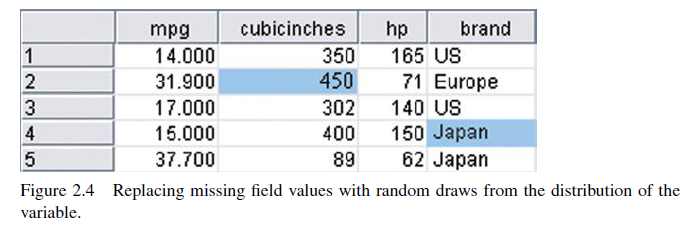 mpg cubicinches hp brand
1 14.000 350 165 US
2 31.900 450 71 Europe
3 17.000 302 140 US
4 15.000 400 150 Japan
5 37.700 89 62 Japan
Figure 2.4 Replacing missing field values with random draws from the distribution of the
variable.